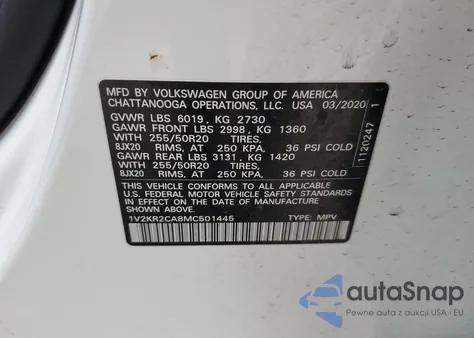 MFD BY VOLKSWAGEN GROUP OF AMERICA
CHATTANOOGA OPERATIONS, LLC. USA 03/2020
GVWR LBS 6019, KG 2730
GAWR FRONT LBS 2998, KG 1360
WITH 255/50R20 TIRES,
8JX20 RIMS, AT 250 KPA, 36 PSI COLD
GAWR REAR LBS 3131, KG 1420
WITH 255/50R20 TIRES,
8JX20 RIMS, AT 250 KPA, 36 PSI COLD
THIS VEHICLE CONFORMS TO ALL APPLICABLE
U.S. FEDERAL MOTOR VEHICLE SAFETY STANDARDS
IN EFFECT ON THE DATE OF MANUFACTURE
SHOWN ABOVE.
1V2KR2CA8MC501445 TYPE: MPV
1120247 1
autoSnap
Pewne auta z aukcji USA i EU